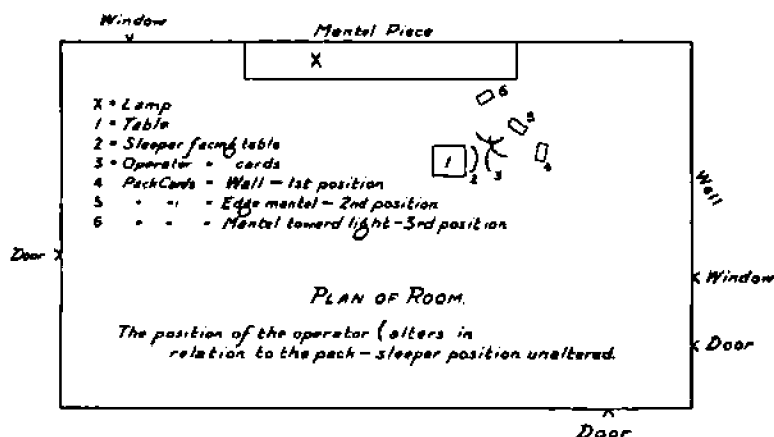 Window
Mantel Piece
X
X = Lamp
1 = Table
2 = Sleeper facing table
3 = Operator " cards
4 Pack Cards = Wall - 1st position
5 " " " Edge mantel - 2nd position
6 " " " Mantel toward light - 3rd position
6
5
4
1
2
3
Wall
Door
Window
PLAN OF ROOM.
The position of the operator ( alters in
relation to the pack - sleeper position unaltered.
Door
Door